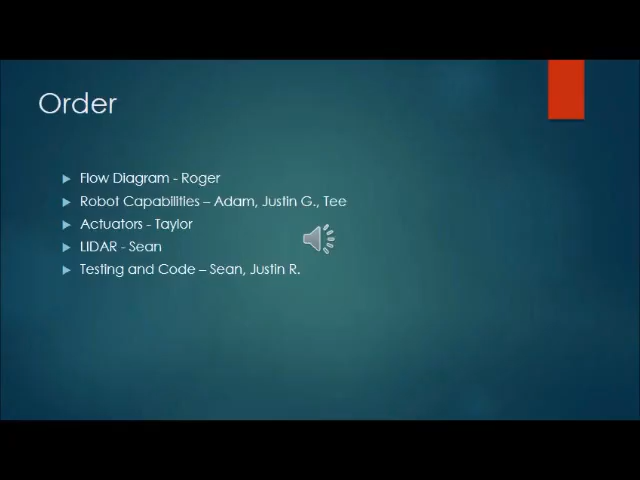 Order
Flow Diagram - Roger
Robot Capabilities – Adam, Justin G., Tee
Actuators - Taylor
LIDAR - Sean
Testing and Code – Sean, Justin R.